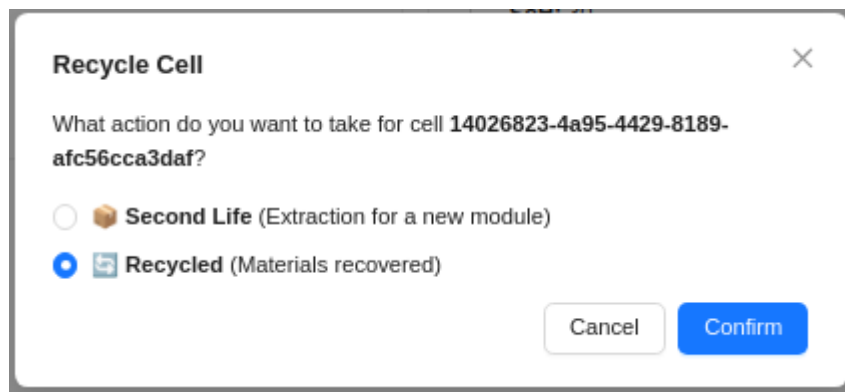 Recycle Cell
What action do you want to take for cell 14026823-4a95-4429-8189-
afc56cca3daf?
Second Life (Extraction for a new module)
Recycled (Materials recovered)
Cancel Confirm